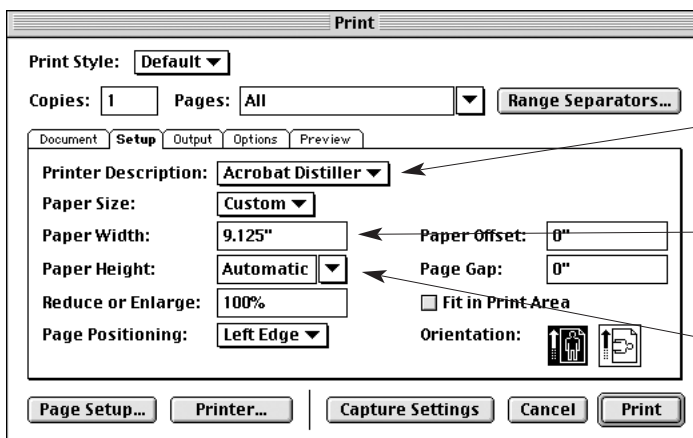 Print
Print Style: Default
Copies: 1 Pages: All Range Separators...
Document Setup Output Options Preview
Printer Description: Acrobat Distiller
Paper Size: Custom
Paper Width: 9.125" Paper Offset: 0"
Paper Height: Automatic Page Gap: 0"
Reduce or Enlarge: 100% Fit in Print Area
Page Positioning: Left Edge Orientation:
Page Setup... Printer... Capture Settings Cancel Print